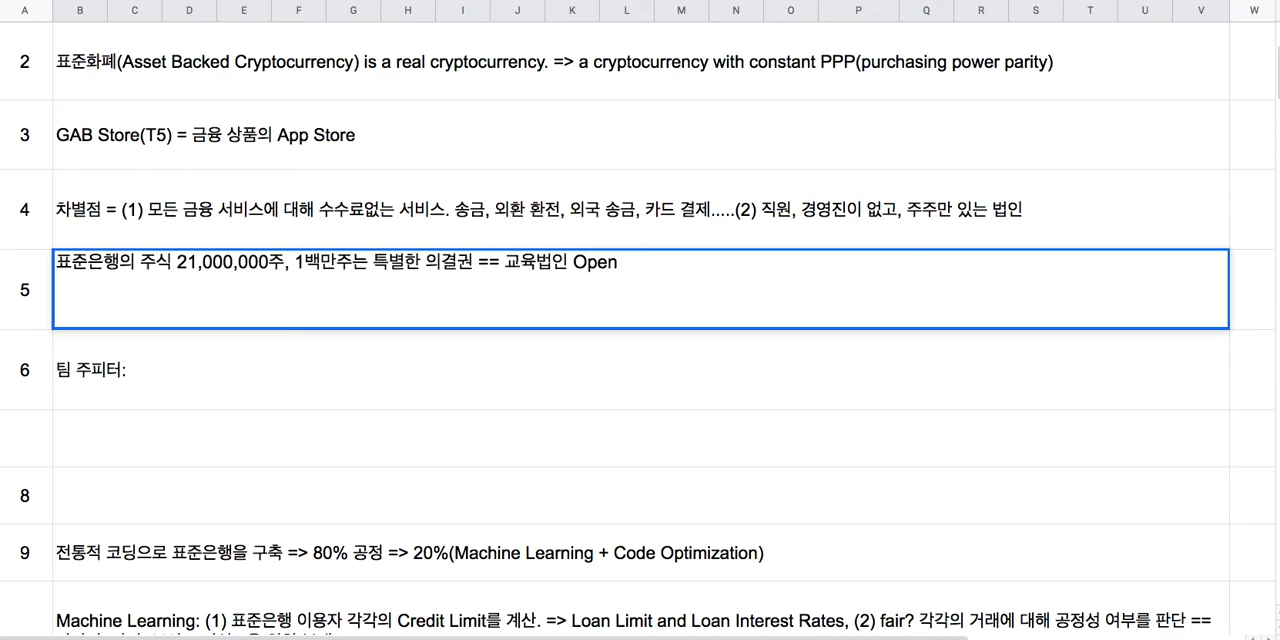 A B C D E F G H I J K L M N O P Q R S T U V W
2 표준화폐(Asset Backed Cryptocurrency) is a real cryptocurrency. => a cryptocurrency with constant PPP(purchasing power parity)
3 GAB Store(T5) = 금융 상품의 App Store
4 차별점 = (1) 모든 금융 서비스에 대해 수수료없는 서비스. 송금, 외환 환전, 외국 송금, 카드 결제.....(2) 직원, 경영진이 없고, 주주만 있는 법인
5 표준은행의 주식 21,000,000주, 1백만주는 특별한 의결권 == 교육법인 Open
6 팀 주피터:
8
9 전통적 코딩으로 표준은행을 구축 => 80% 공정 => 20%(Machine Learning + Code Optimization)
Machine Learning: (1) 표준은행 이용자 각각의 Credit Limit를 계산. => Loan Limit and Loan Interest Rates, (2) fair? 각각의 거래에 대해 공정성 여부를 판단 ==